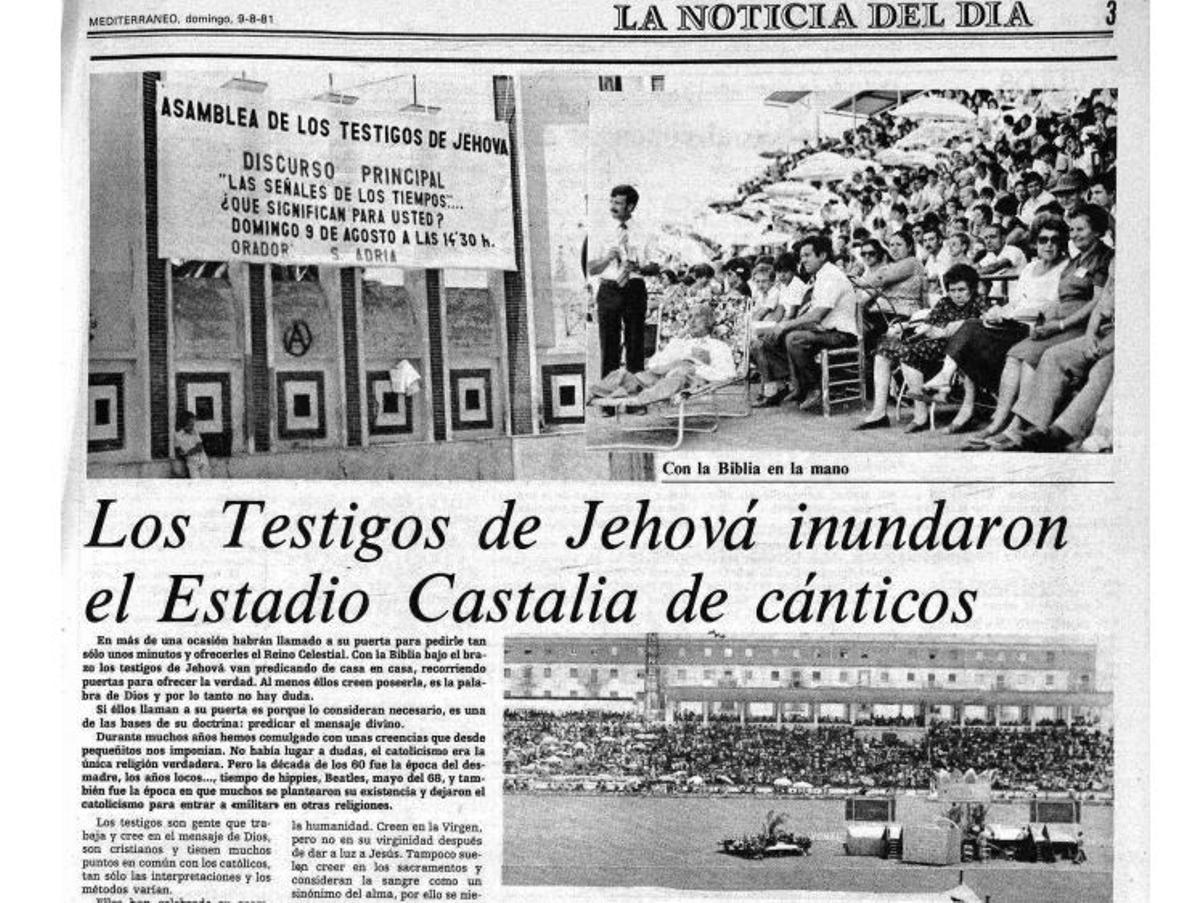 MEDITERRANEO, domingo, 9-8-81
LA NOTICIA DEL DIA
3
ASAMBLEA DE LOS TESTIGOS DE JEHOVA
DISCURSO PRINCIPAL
"LAS SEÑALES DE LOS TIEMPOS"....
¿QUE SIGNIFICAN PARA USTED?
DOMINGO 9 DE AGOSTO A LAS 14'30 h.
ORADOR: S. ADRIA
Con la Biblia en la mano
Los Testigos de Jehová inundaron
el Estadio Castalia de cánticos
En más de una ocasión habrán llamado a su puerta para pedirle tan
sólo unos minutos y ofrecerles el Reino Celestial. Con la Biblia bajo el bra-
zo los testigos de Jehová van predicando de casa en casa, recorriendo
puertas para ofrecer la verdad. Al menos éllos creen poseerla, es la pala-
bra de Dios y por lo tanto no hay duda.
Si éllos llaman a su puerta es porque lo consideran necesario, es una
de las bases de su doctrina: predicar el mensaje divino.
Durante muchos años hemos comulgado con unas creencias que desde
pequeñitos nos imponían. No había lugar a dudas, el catolicismo era la
única religión verdadera. Pero la década de los 60 fue la época del des-
madre, los años locos..., tiempo de hippies, Beatles, mayo del 68, y tam-
bién fue la época en que muchos se plantearon su existencia y dejaron el
catolicismo para entrar a «militar» en otras religiones.
Los testigos son gente que tra-
baja y cree en el mensaje de Dios,
son cristianos y tienen muchos
puntos en común con los católicos,
tan sólo las interpretaciones y los
métodos varían.
Ellos han celebrado su asam-
la humanidad. Creen en la Virgen,
pero no en su virginidad después
de dar a luz a Jesús. Tampoco sue-
len creer en los sacramentos y
consideran la sangre como un
sinónimo del alma, por ello se nie-